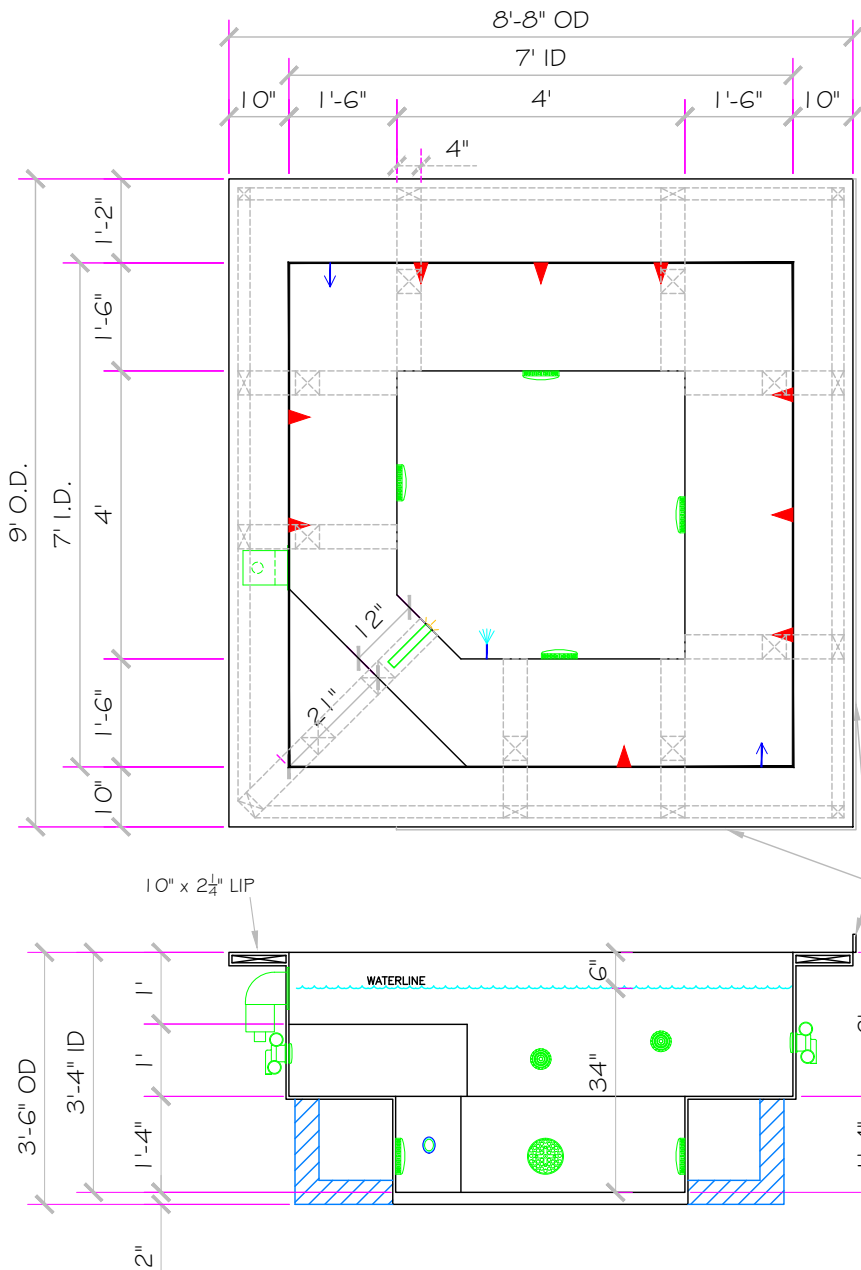 8'-8" OD
7' ID
10" 1'-6" 4' 1'-6" 10"
4"
1'-2"
1'-6"
9' O.D.
7' I.D.
4'
12"
21"
1'-6"
10"
10" x 2¼" LIP
WATERLINE
6"
1'
34"
1'
3'-6" OD
3'-4" ID
1'-4"
2"